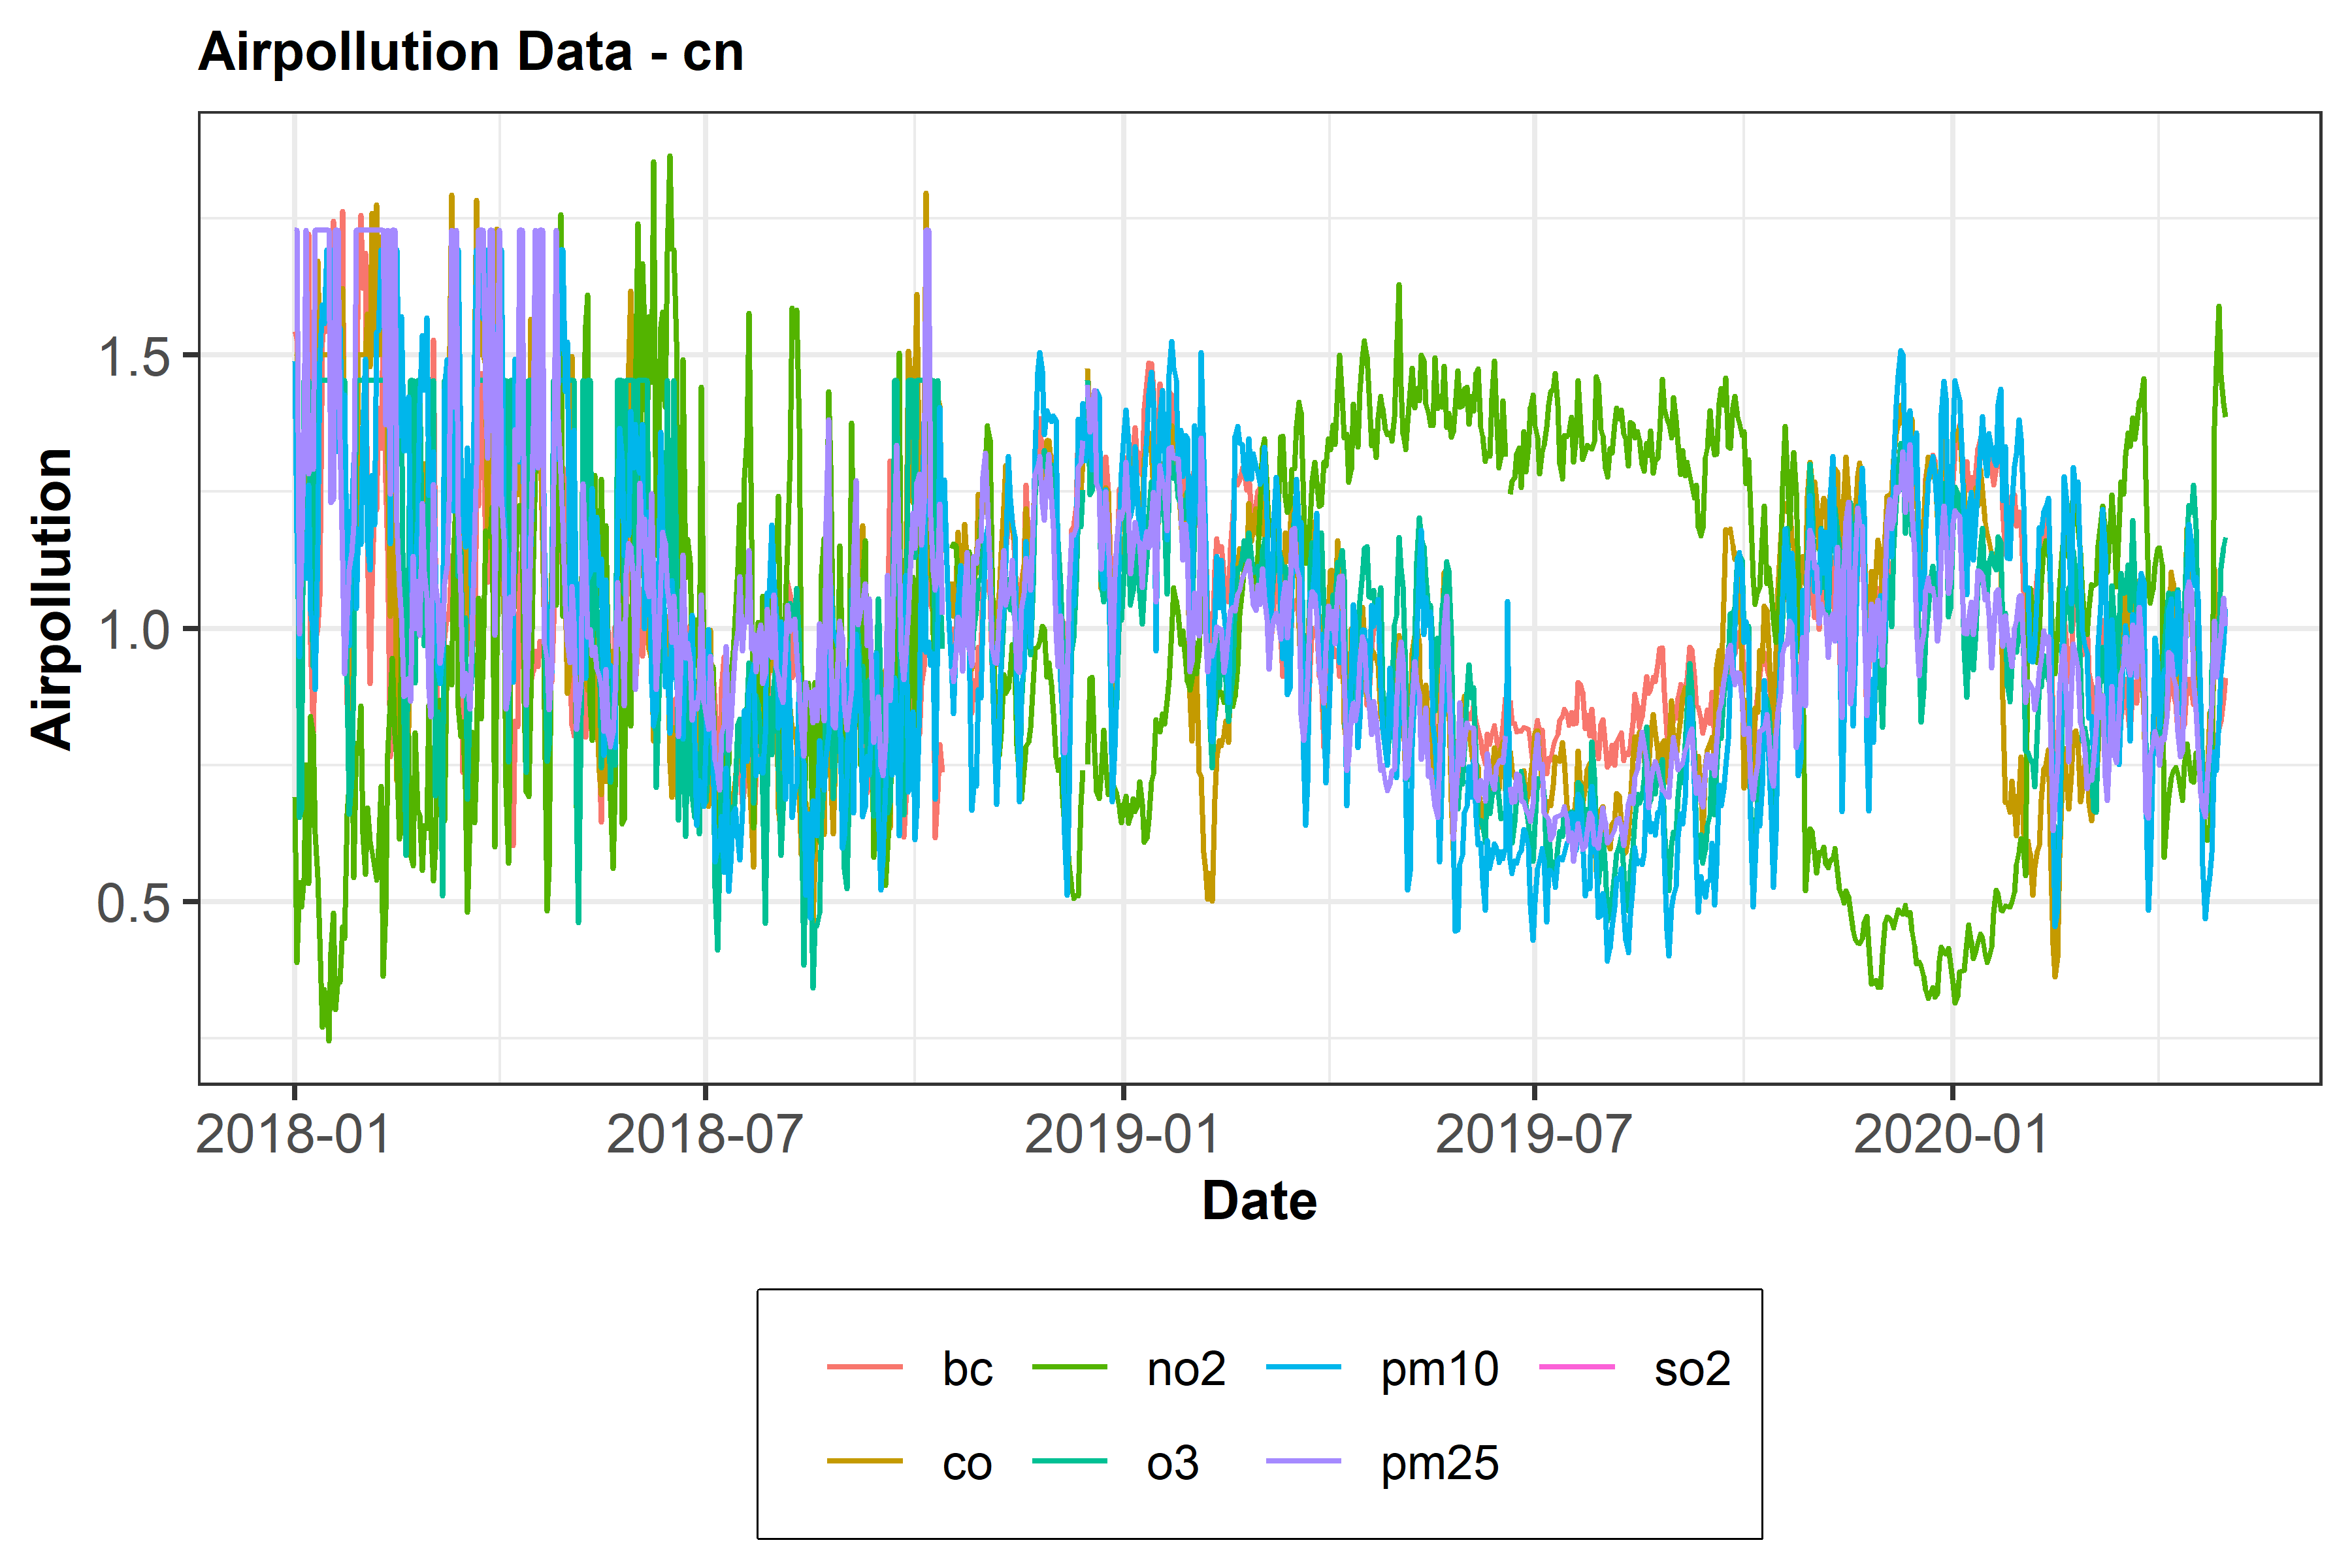 Airpollution Data - cn
Airpollution
1.5
1.0
0.5
2018-01 2018-07 2019-01 2019-07 2020-01
Date
bc no2 pm10 so2
co o3 pm25